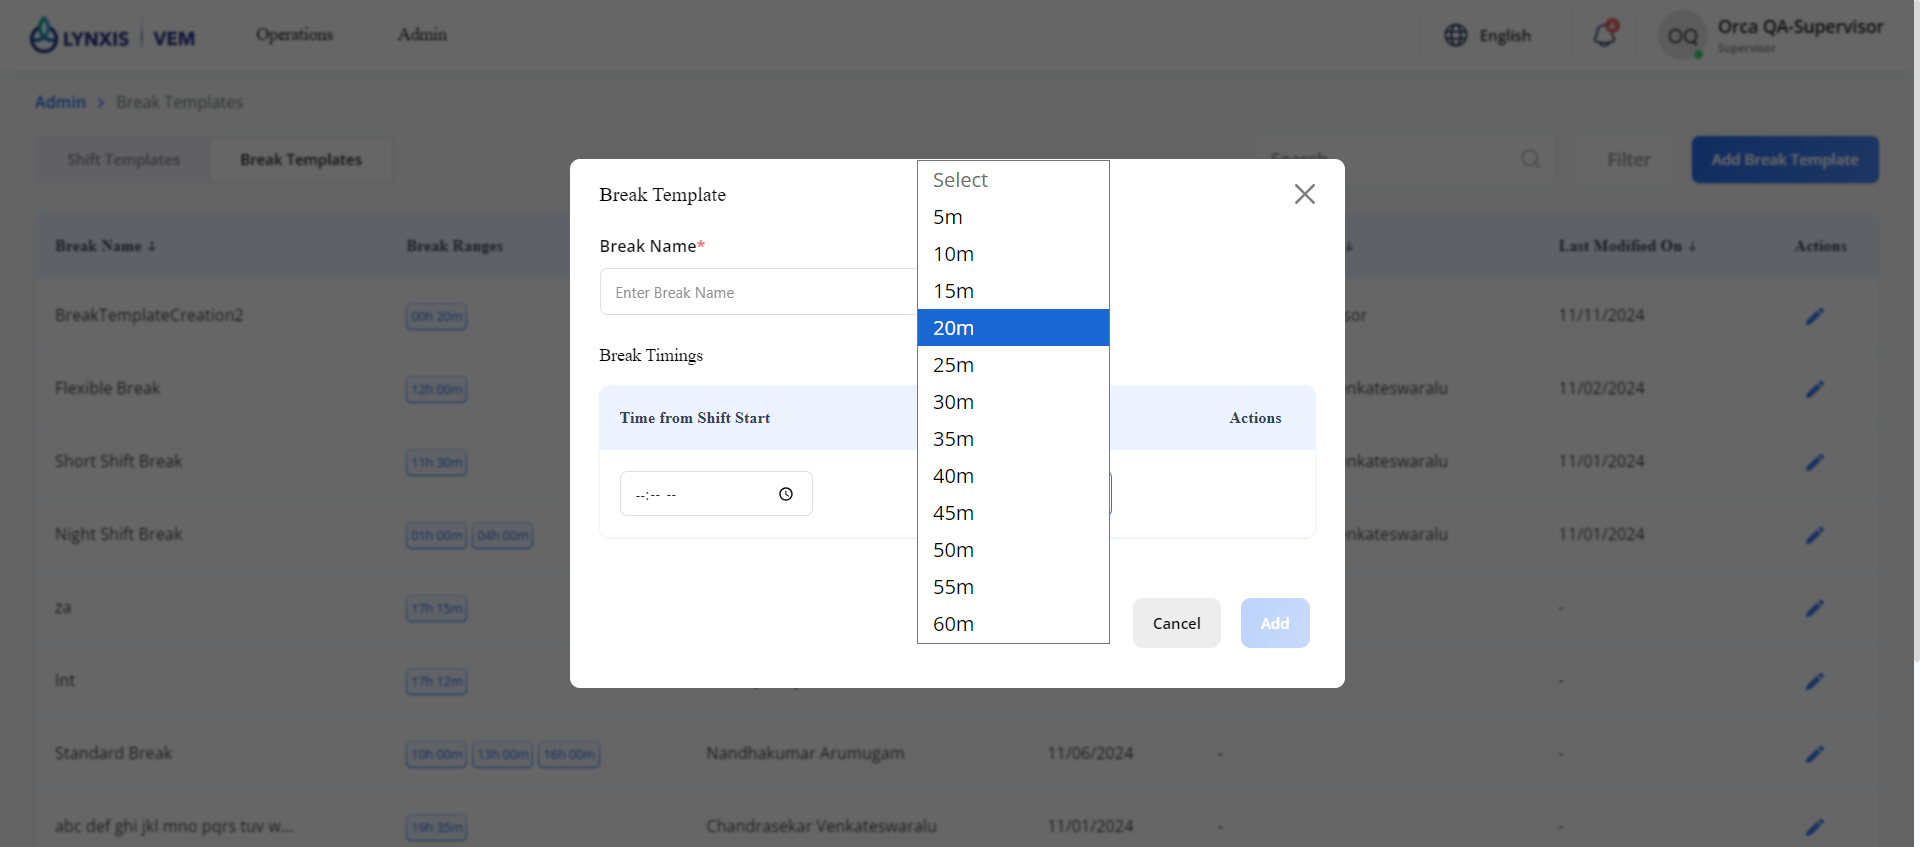 LYNXIS | VEM
Operations
Admin
English
4
OQ
Orca QA-Supervisor
Supervisor
Admin > Break Templates
Shift Templates
Break Templates
Search
Filter
Add Break Template
Break Name ↓
Break Ranges
↓
Last Modified On ↓
Actions
BreakTemplateCreation2
00h 20m
sor
11/11/2024
Flexible Break
12h 00m
enkateswaralu
11/02/2024
Short Shift Break
11h 30m
enkateswaralu
11/01/2024
Night Shift Break
01h 00m
04h 00m
enkateswaralu
11/01/2024
za
17h 15m
-
Int
17h 12m
-
Standard Break
10h 00m
13h 00m
16h 00m
Nandhakumar Arumugam
11/06/2024
-
-
abc def ghi jkl mno pqrs tuv w...
19h 35m
Chandrasekar Venkateswaralu
11/01/2024
-
-
Break Template
Break Name*
Enter Break Name
Break Timings
Time from Shift Start
Actions
--:-- --
Select
5m
10m
15m
20m
25m
30m
35m
40m
45m
50m
55m
60m
Cancel
Add